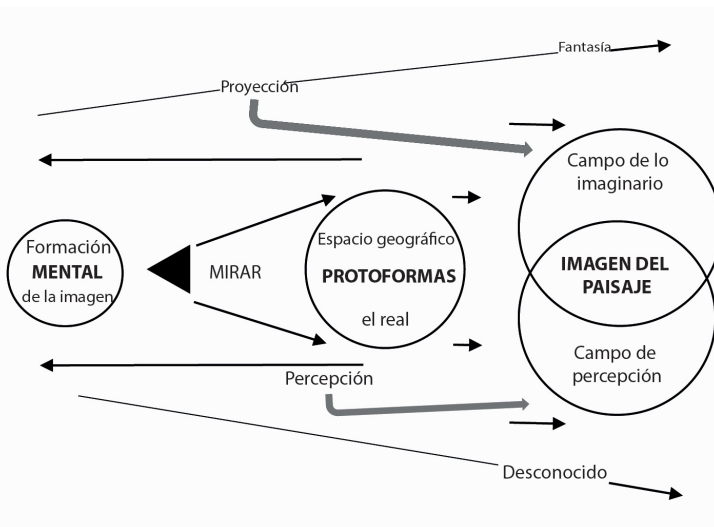 Fantasía
Proyección
Campo de lo
imaginario
Formación
MENTAL
de la imagen
MIRAR
Espacio geográfico
PROTOFORMAS
el real
IMAGEN DEL
PAISAJE
Campo de
percepción
Percepción
Desconocido